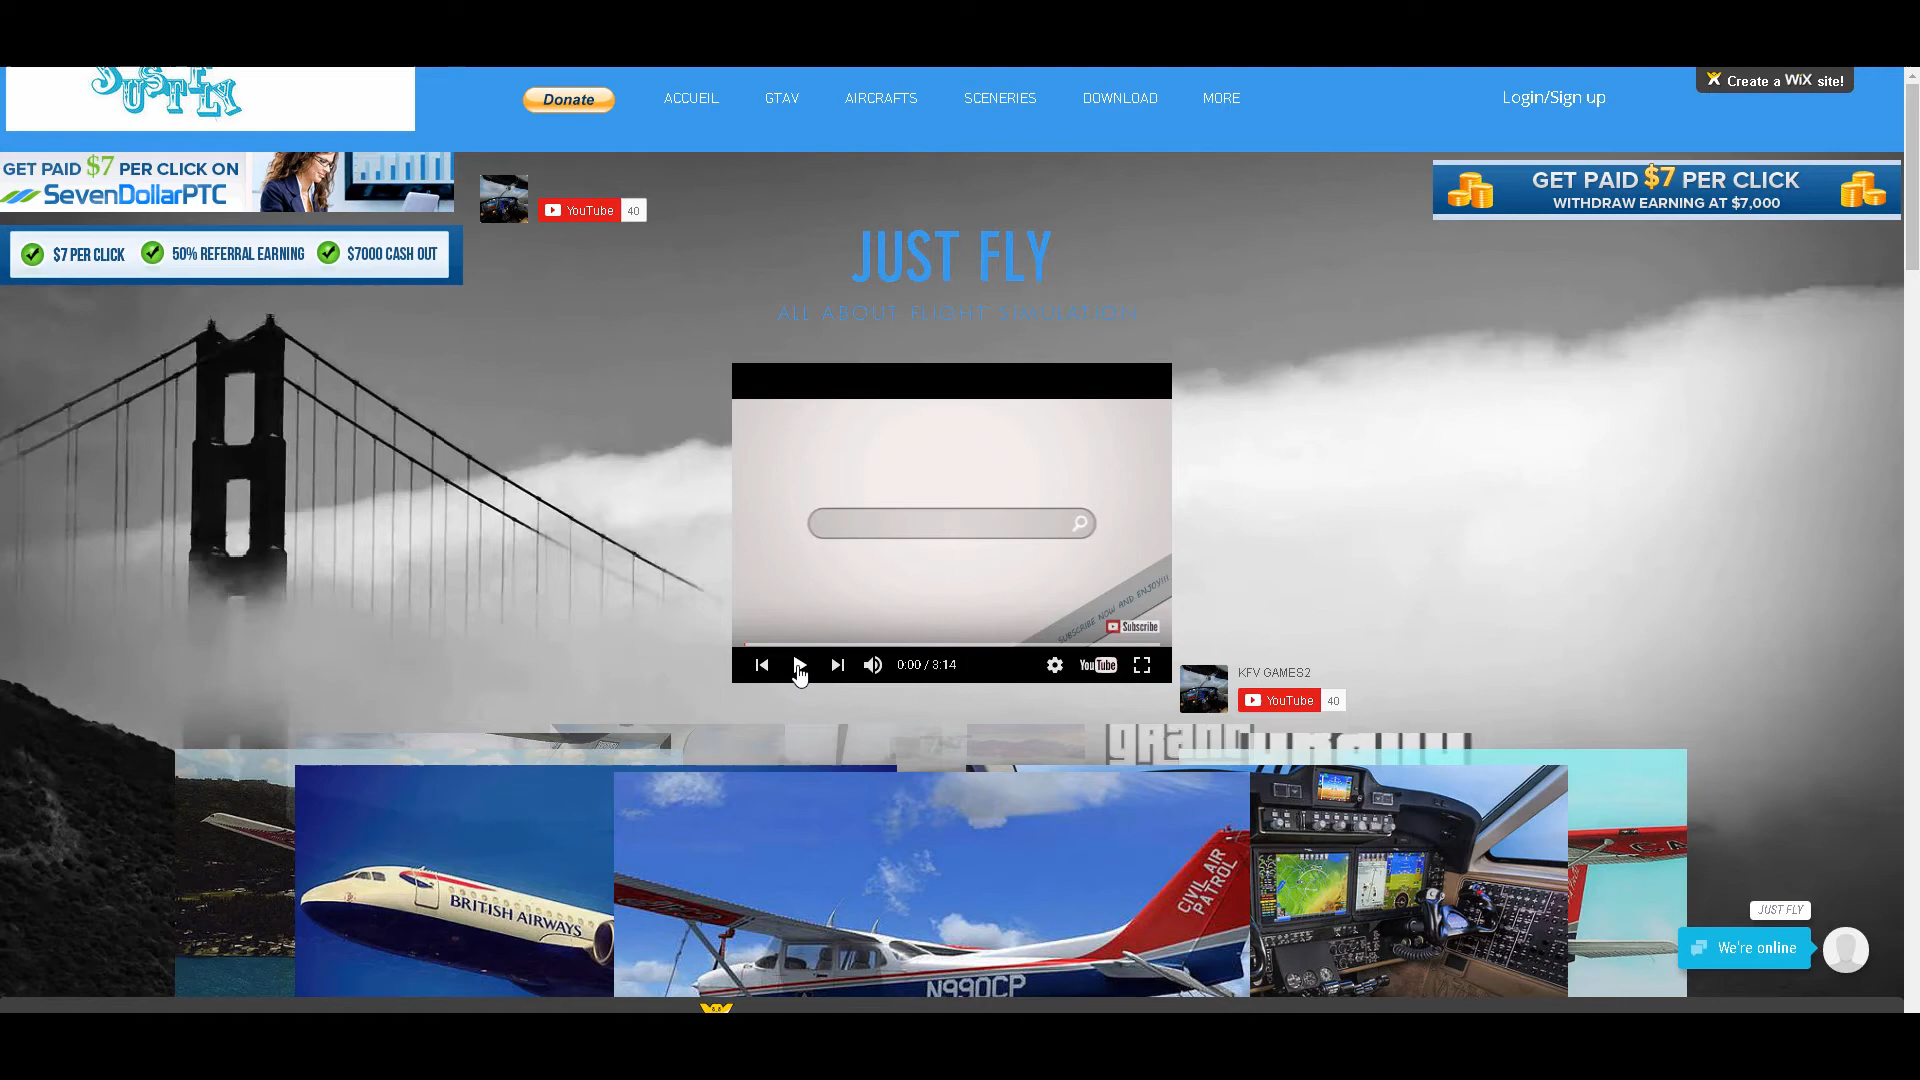 JUST FLY
Donate
ACCUEIL
GTAV
AIRCRAFTS
SCENERIES
DOWNLOAD
MORE
Login/Sign up
Create a WiX site!
GET PAID $7 PER CLICK ON
SevenDollarPTC
$7 PER CLICK
50% REFERRAL EARNING
$7000 CASH OUT
YouTube 40
GET PAID $7 PER CLICK
WITHDRAW EARNING AT $7,000
JUST FLY
ALL ABOUT FLIGHT SIMULATION
SUBSCRIBE NOW AND ENJOY!!!
Subscribe
0:00 / 3:14
YouTube
KFV GAMES2
YouTube 40
BRITISH AIRWAYS
CIVIL AIR
PATROL
N990CP
JUST FLY
We're online